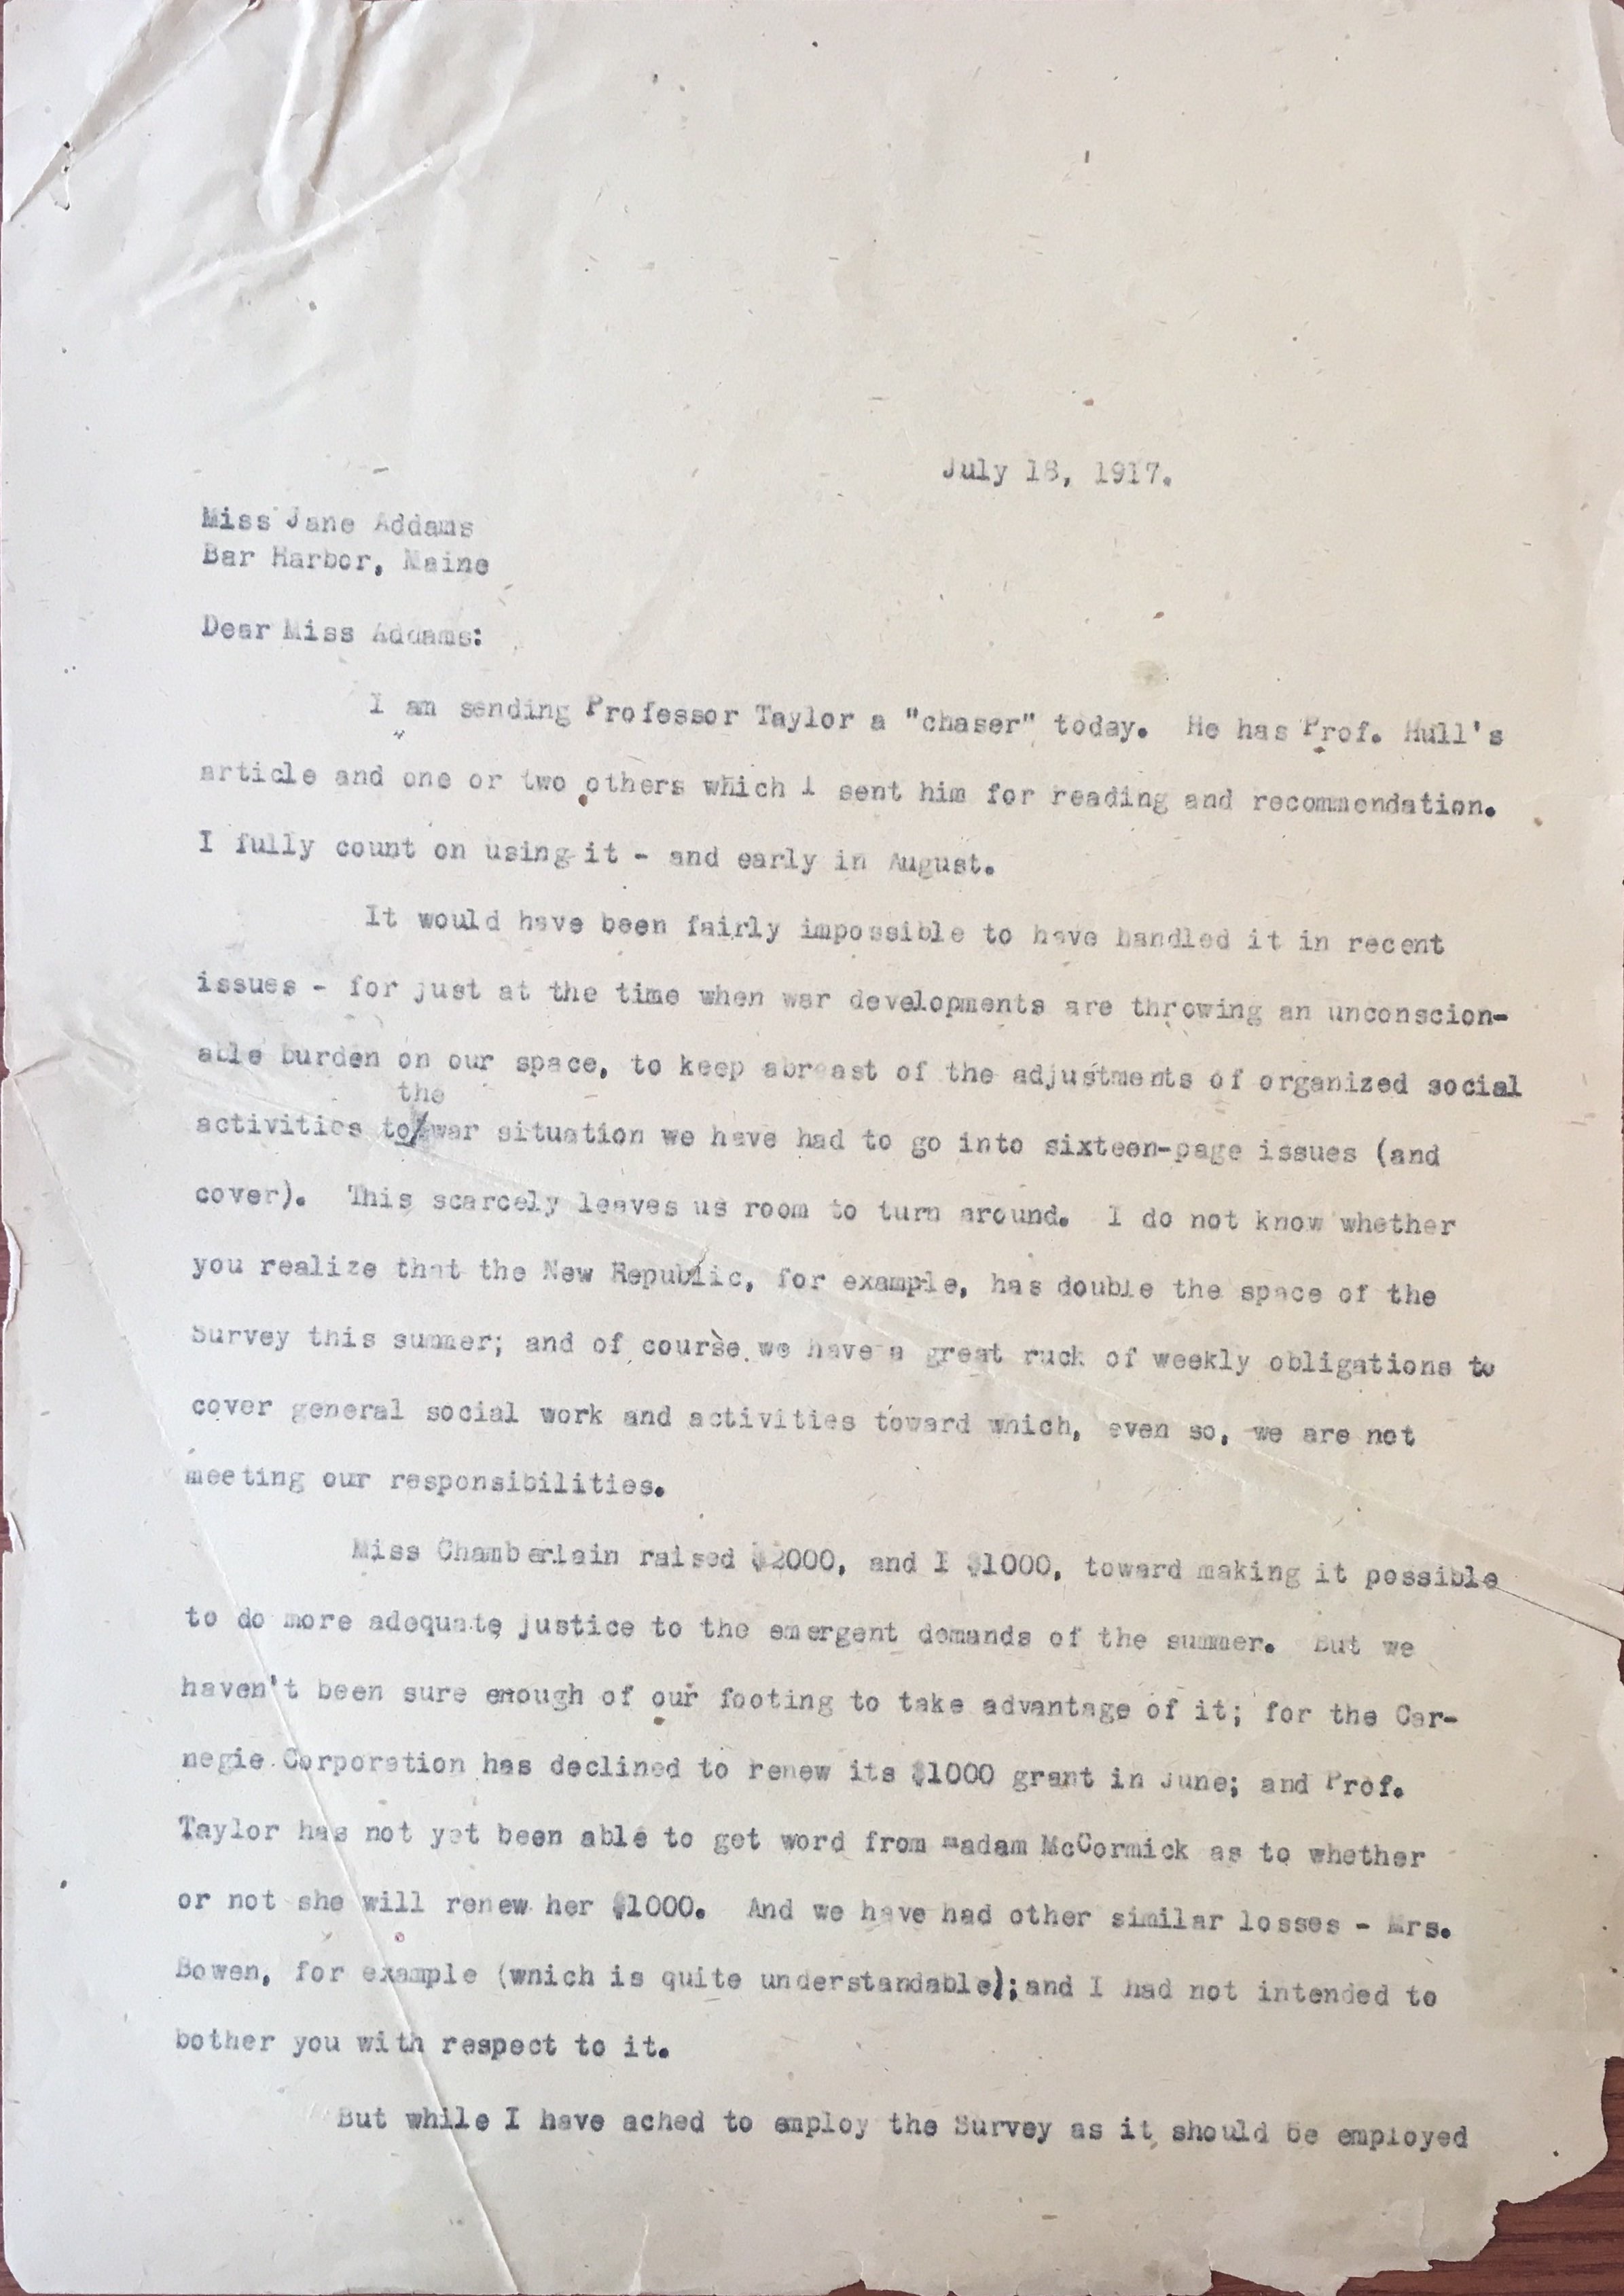 July 18, 1917.
Miss Jane Addams
Bar Harbor, Maine
Dear Miss Addams:
I am sending Professor Taylor a "chaser" today. He has Prof. Hull's
article and one or two others which I sent him for reading and recommendation.
I fully count on using it - and early in August.
It would have been fairly impossible to have handled it in recent
issues - for just at the time when war developments are throwing an unconscion-
able burden on our space, to keep abreast of the adjustments of organized social
the
activities to/war situation we have had to go into sixteen-page issues (and
cover). This scarcely leaves us room to turn around. I do not know whether
you realize that the New Republic, for example, has double the space of the
Survey this summer; and of course we have a great ruck of weekly obligations to
cover general social work and activities toward which, even so, we are not
meeting our responsibilities.
Miss Chamberlain raised $2000, and I $1000, toward making it possible
to do more adequate justice to the emergent demands of the summer. But we
haven't been sure enough of our footing to take advantage of it; for the Car-
negie Corporation has declined to renew its $1000 grant in June; and Prof.
Taylor has not yet been able to get word from Madam McCormick as to whether
or not she will renew her $1000. And we have had other similar losses - Mrs.
Bowen, for example (which is quite understandable); and I had not intended to
bother you with respect to it.
But while I have ached to employ the Survey as it should be employed